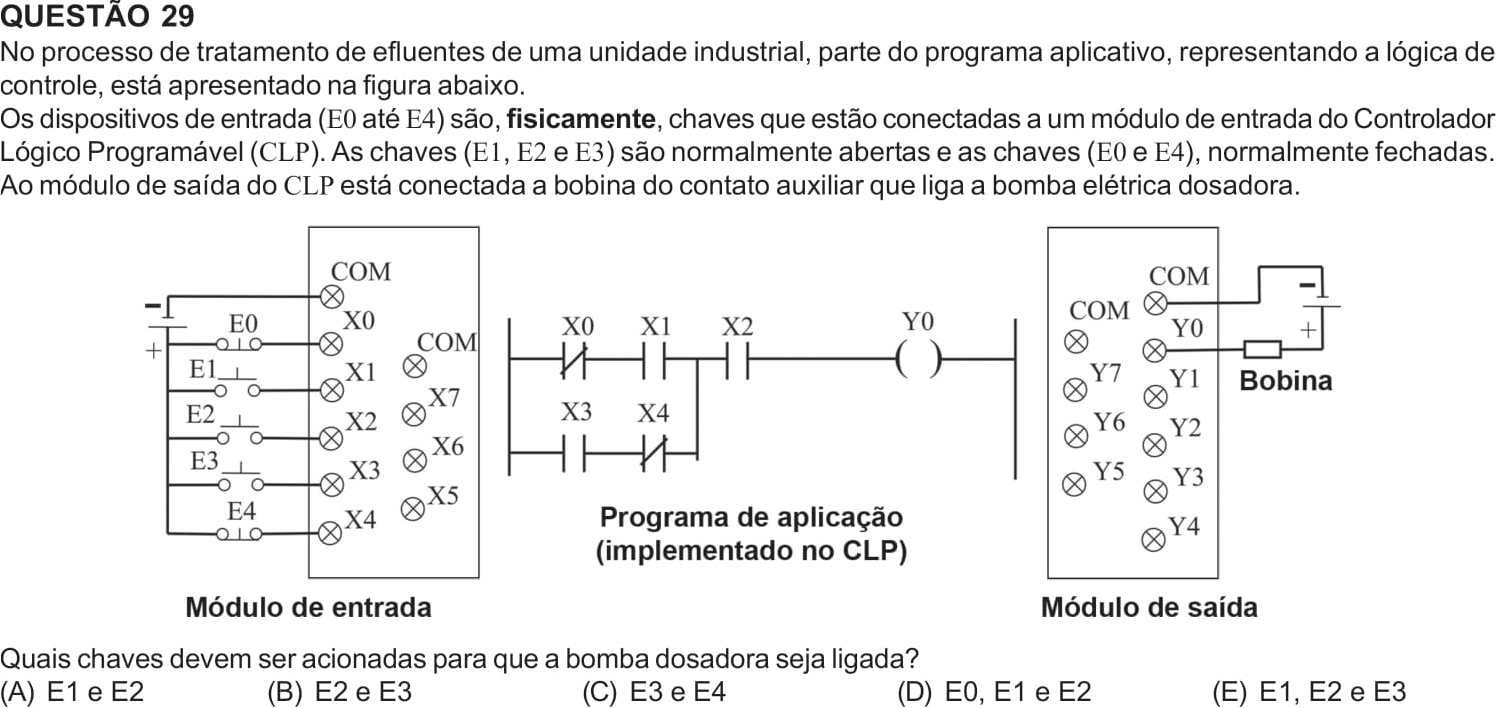 QUESTÃO 29
No processo de tratamento de efluentes de uma unidade industrial, parte do programa aplicativo, representando a lógica de
controle, está apresentado na figura abaixo.
Os dispositivos de entrada (E0 até E4) são, fisicamente, chaves que estão conectadas a um módulo de entrada do Controlador
Lógico Programável (CLP). As chaves (E1, E2 e E3) são normalmente abertas e as chaves (E0 e E4), normalmente fechadas.
Ao módulo de saída do CLP está conectada a bobina do contato auxiliar que liga a bomba elétrica dosadora.
-
+
E0
E1
E2
E3
E4
COM
X0
X1
X2
X3
X4
COM
X7
X6
X5
Módulo de entrada
X0 X1 X2 Y0
X3 X4
Programa de aplicação
(implementado no CLP)
COM
Y7
Y6
Y5
COM
Y0
Y1
Y2
Y3
Y4
-
+
Bobina
Módulo de saída
Quais chaves devem ser acionadas para que a bomba dosadora seja ligada?
(A) E1 e E2 (B) E2 e E3 (C) E3 e E4 (D) E0, E1 e E2 (E) E1, E2 e E3